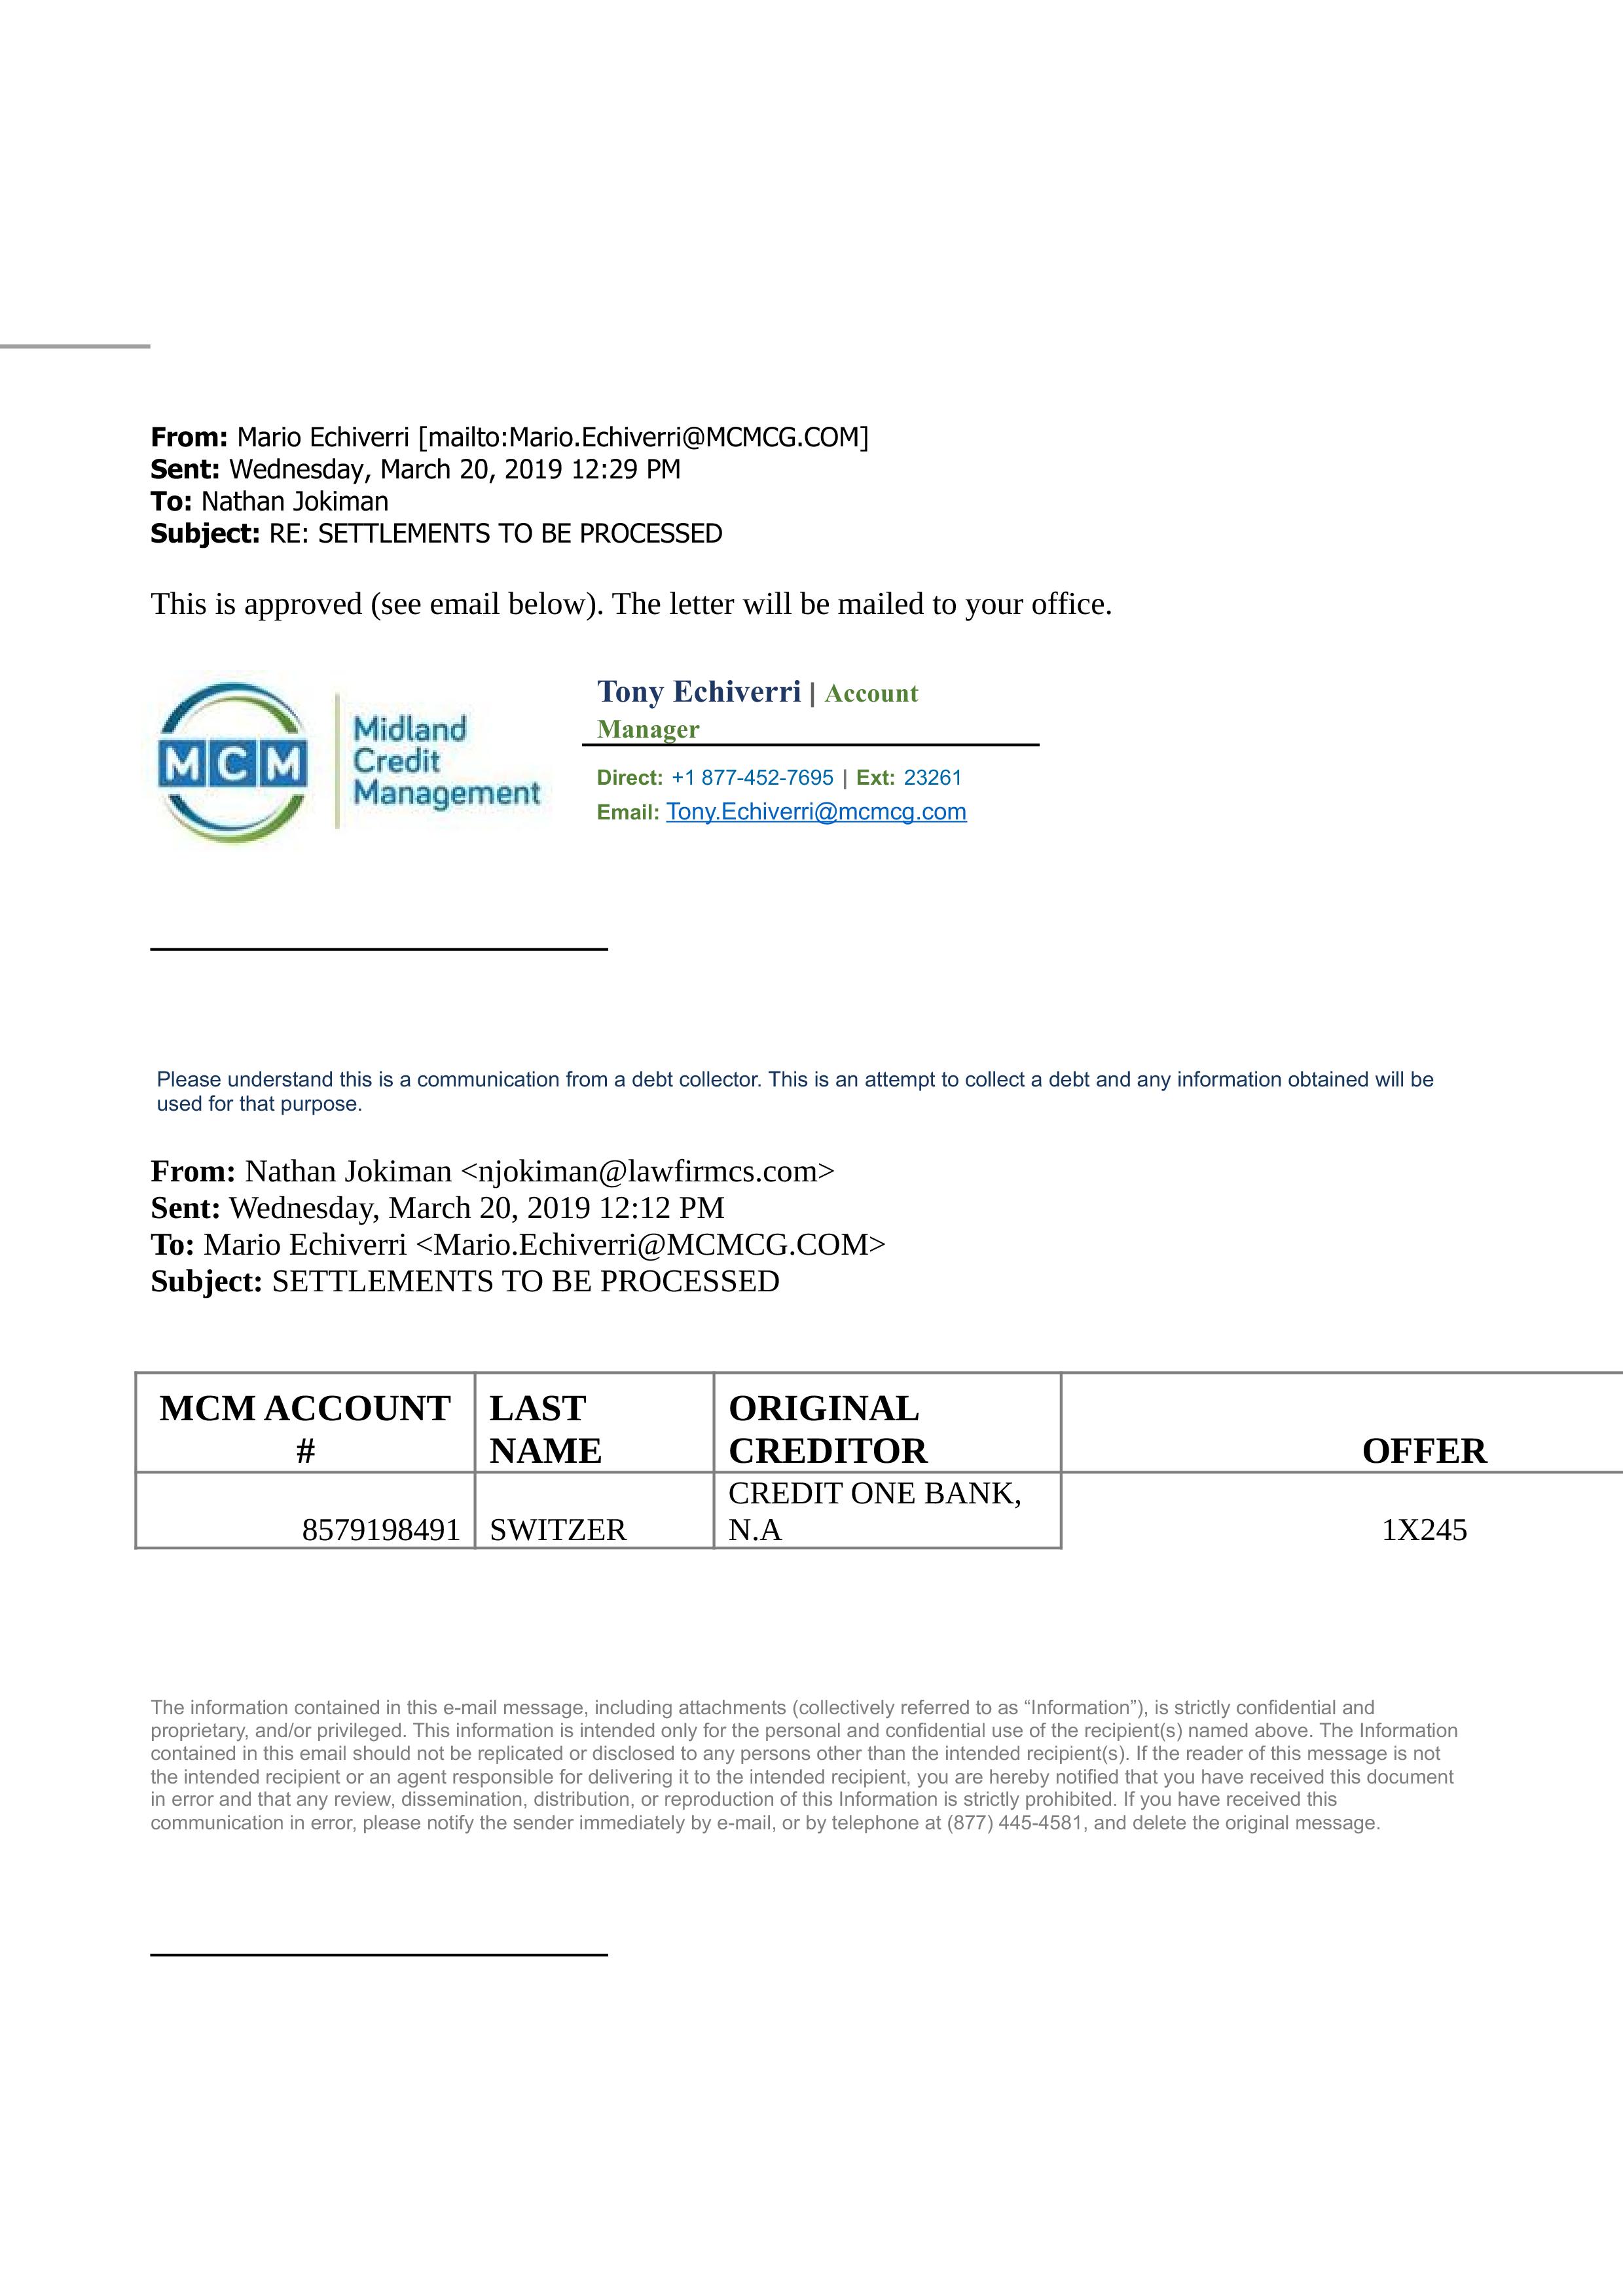 From: Mario Echiverri [mailto:Mario.Echiverri@MCMCG.COM]
Sent: Wednesday, March 20, 2019 12:29 PM
To: Nathan Jokiman
Subject: RE: SETTLEMENTS TO BE PROCESSED
This is approved (see email below). The letter will be mailed to your office.
MCM
Midland
Credit
Management
Tony Echiverri | Account
Manager
Direct: +1 877-452-7695 | Ext: 23261
Email: Tony.Echiverri@mcmcg.com
Please understand this is a communication from a debt collector. This is an attempt to collect a debt and any information obtained will be
used for that purpose.
From: Nathan Jokiman <njokiman@lawfirmcs.com>
Sent: Wednesday, March 20, 2019 12:12 PM
To: Mario Echiverri <Mario.Echiverri@MCMCG.COM>
Subject: SETTLEMENTS TO BE PROCESSED
MCM ACCOUNT LAST ORIGINAL
# NAME CREDITOR OFFER
CREDIT ONE BANK,
8579198491 SWITZER N.A 1X245
The information contained in this e-mail message, including attachments (collectively referred to as “Information”), is strictly confidential and
proprietary, and/or privileged. This information is intended only for the personal and confidential use of the recipient(s) named above. The Information
contained in this email should not be replicated or disclosed to any persons other than the intended recipient(s). If the reader of this message is not
the intended recipient or an agent responsible for delivering it to the intended recipient, you are hereby notified that you have received this document
in error and that any review, dissemination, distribution, or reproduction of this Information is strictly prohibited. If you have received this
communication in error, please notify the sender immediately by e-mail, or by telephone at (877) 445-4581, and delete the original message.